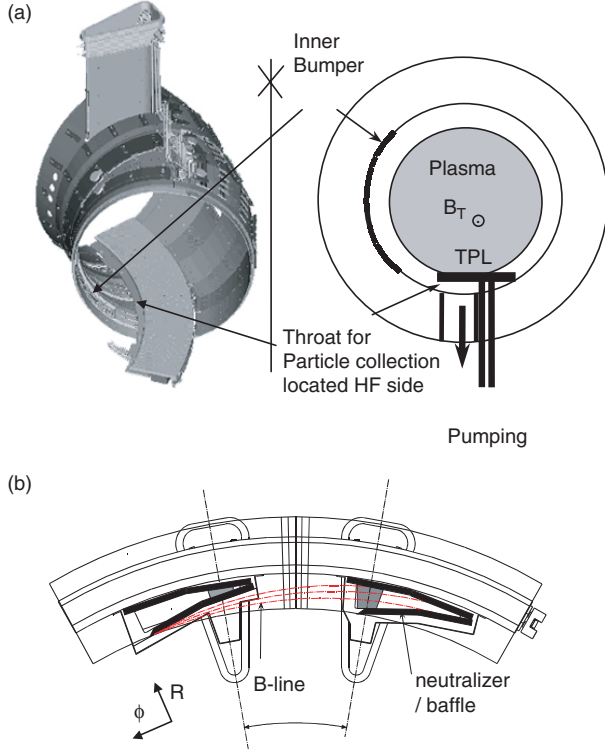 (a)
Inner
Bumper
Plasma
B_T
TPL
Throat for
Particle collection
located HF side
Pumping
(b)
B-line
neutralizer
/ baffle
R
ϕ